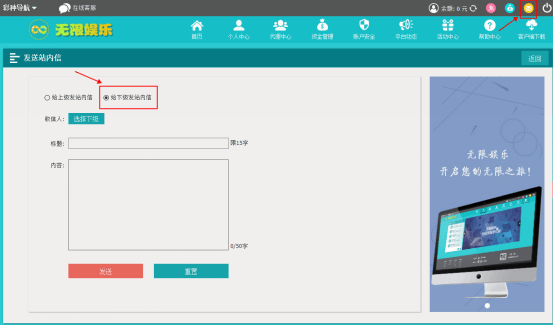 彩种导航 在线客服 余额: 0 元
无限娱乐 首页 个人中心 代理中心 资金管理 账户安全 平台动态 活动中心 帮助中心 客户端下载
发送站内信 返回
给上级发站内信 给下级发站内信
收信人: 选择下级
标题: 限15字
内容:
0/50字
发送 重置
无限娱乐
开启您的无限之旅!